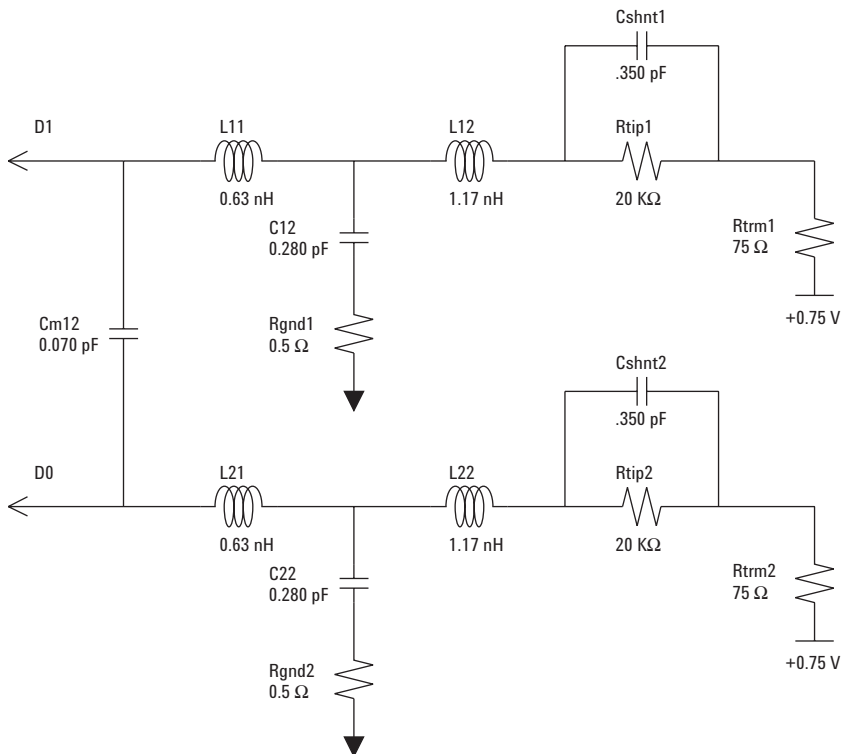 Cshnt1
.350 pF
D1
L11
0.63 nH
L12
1.17 nH
Rtip1
20 KΩ
C12
0.280 pF
Rtrm1
75 Ω
+0.75 V
Cm12
0.070 pF
Rgnd1
0.5 Ω
Cshnt2
.350 pF
D0
L21
0.63 nH
L22
1.17 nH
Rtip2
20 KΩ
C22
0.280 pF
Rtrm2
75 Ω
+0.75 V
Rgnd2
0.5 Ω